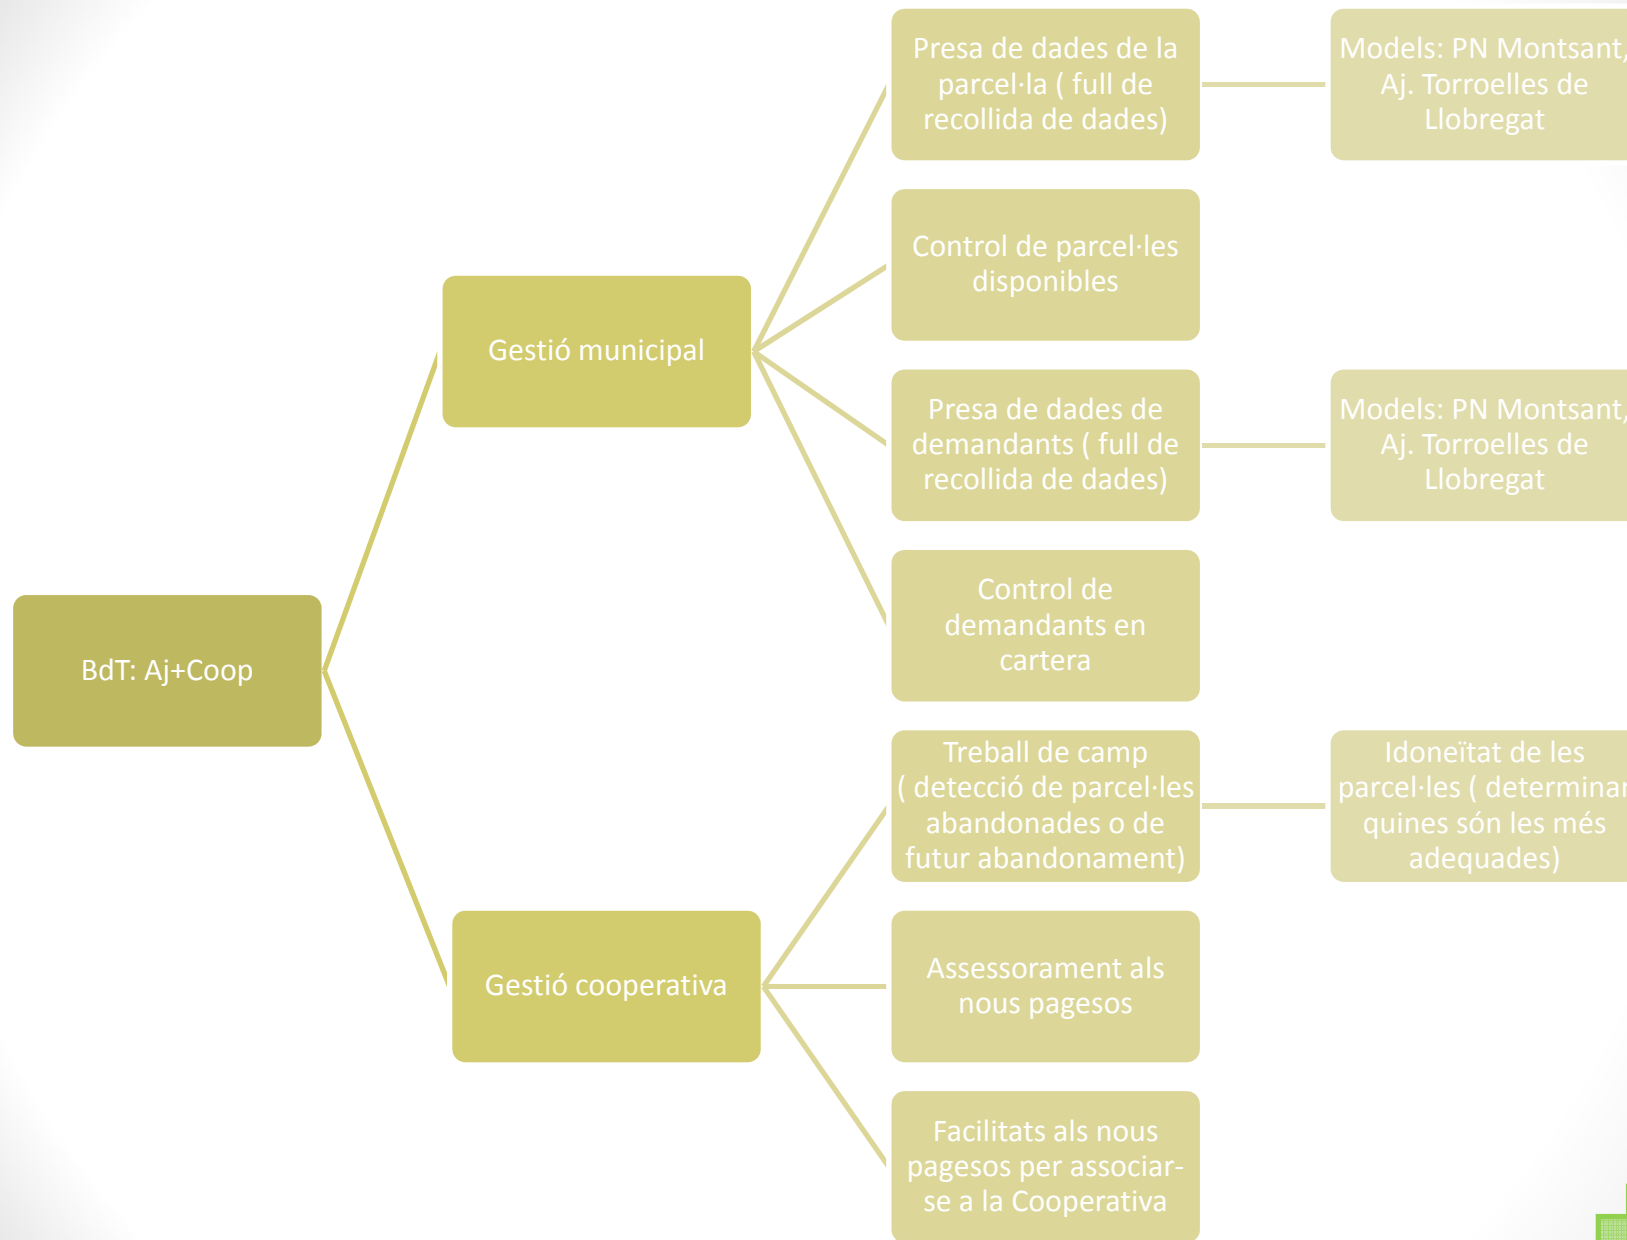 BdT: Aj+Coop
Gestió municipal
Presa de dades de la
parcel·la ( full de
recollida de dades)
Models: PN Montsant,
Aj. Torroelles de
Llobregat
Control de parcel·les
disponibles
Presa de dades de
demandants ( full de
recollida de dades)
Models: PN Montsant,
Aj. Torroelles de
Llobregat
Control de
demandants en
cartera
Gestió cooperativa
Treball de camp
( detecció de parcel·les
abandonades o de
futur abandonament)
Idoneïtat de les
parcel·les ( determinar
quines són les més
adequades)
Assessorament als
nous pagesos
Facilitats als nous
pagesos per associar-
se a la Cooperativa